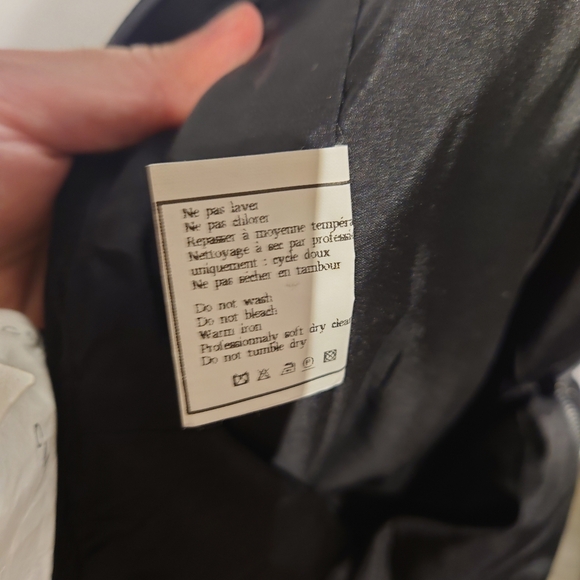 Ne pas laver
Ne pas chlorer
Repasser à moyenne tempéra
Nettoyage à sec par profess
uniquement : cycle doux
Ne pas sécher en tambour
Do not wash
Do not bleach
Warm iron
Professionnaly soft dry clea
Do not tumble dry